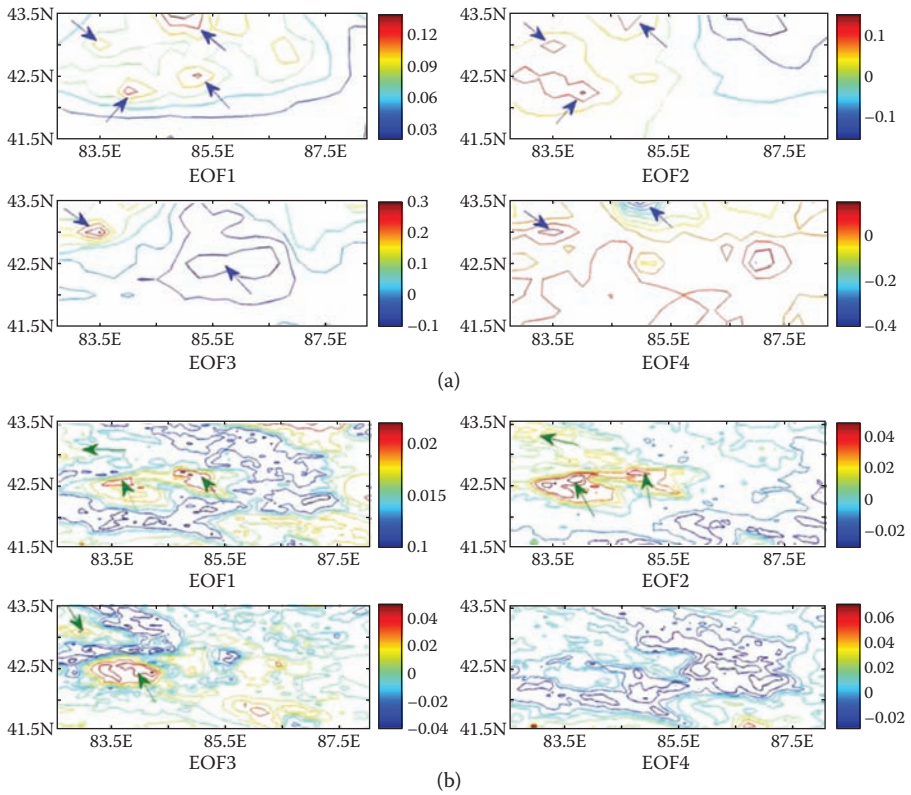 43.5N
42.5N
41.5N
83.5E 85.5E 87.5E
EOF1
0.12
0.09
0.06
0.03
43.5N
42.5N
41.5N
83.5E 85.5E 87.5E
EOF2
0.1
0
−0.1
43.5N
42.5N
41.5N
83.5E 85.5E 87.5E
EOF3
0.3
0.2
0.1
0
−0.1
43.5N
42.5N
41.5N
83.5E 85.5E 87.5E
EOF4
0
−0.2
−0.4
(a)
43.5N
42.5N
41.5N
83.5E 85.5E 87.5E
EOF1
0.02
0.015
0.1
43.5N
42.5N
41.5N
83.5E 85.5E 87.5E
EOF2
0.04
0.02
0
−0.02
43.5N
42.5N
41.5N
83.5E 85.5E 87.5E
EOF3
0.04
0.02
0
−0.02
−0.04
43.5N
42.5N
41.5N
83.5E 85.5E 87.5E
EOF4
0.06
0.04
0.02
0
−0.02
(b)